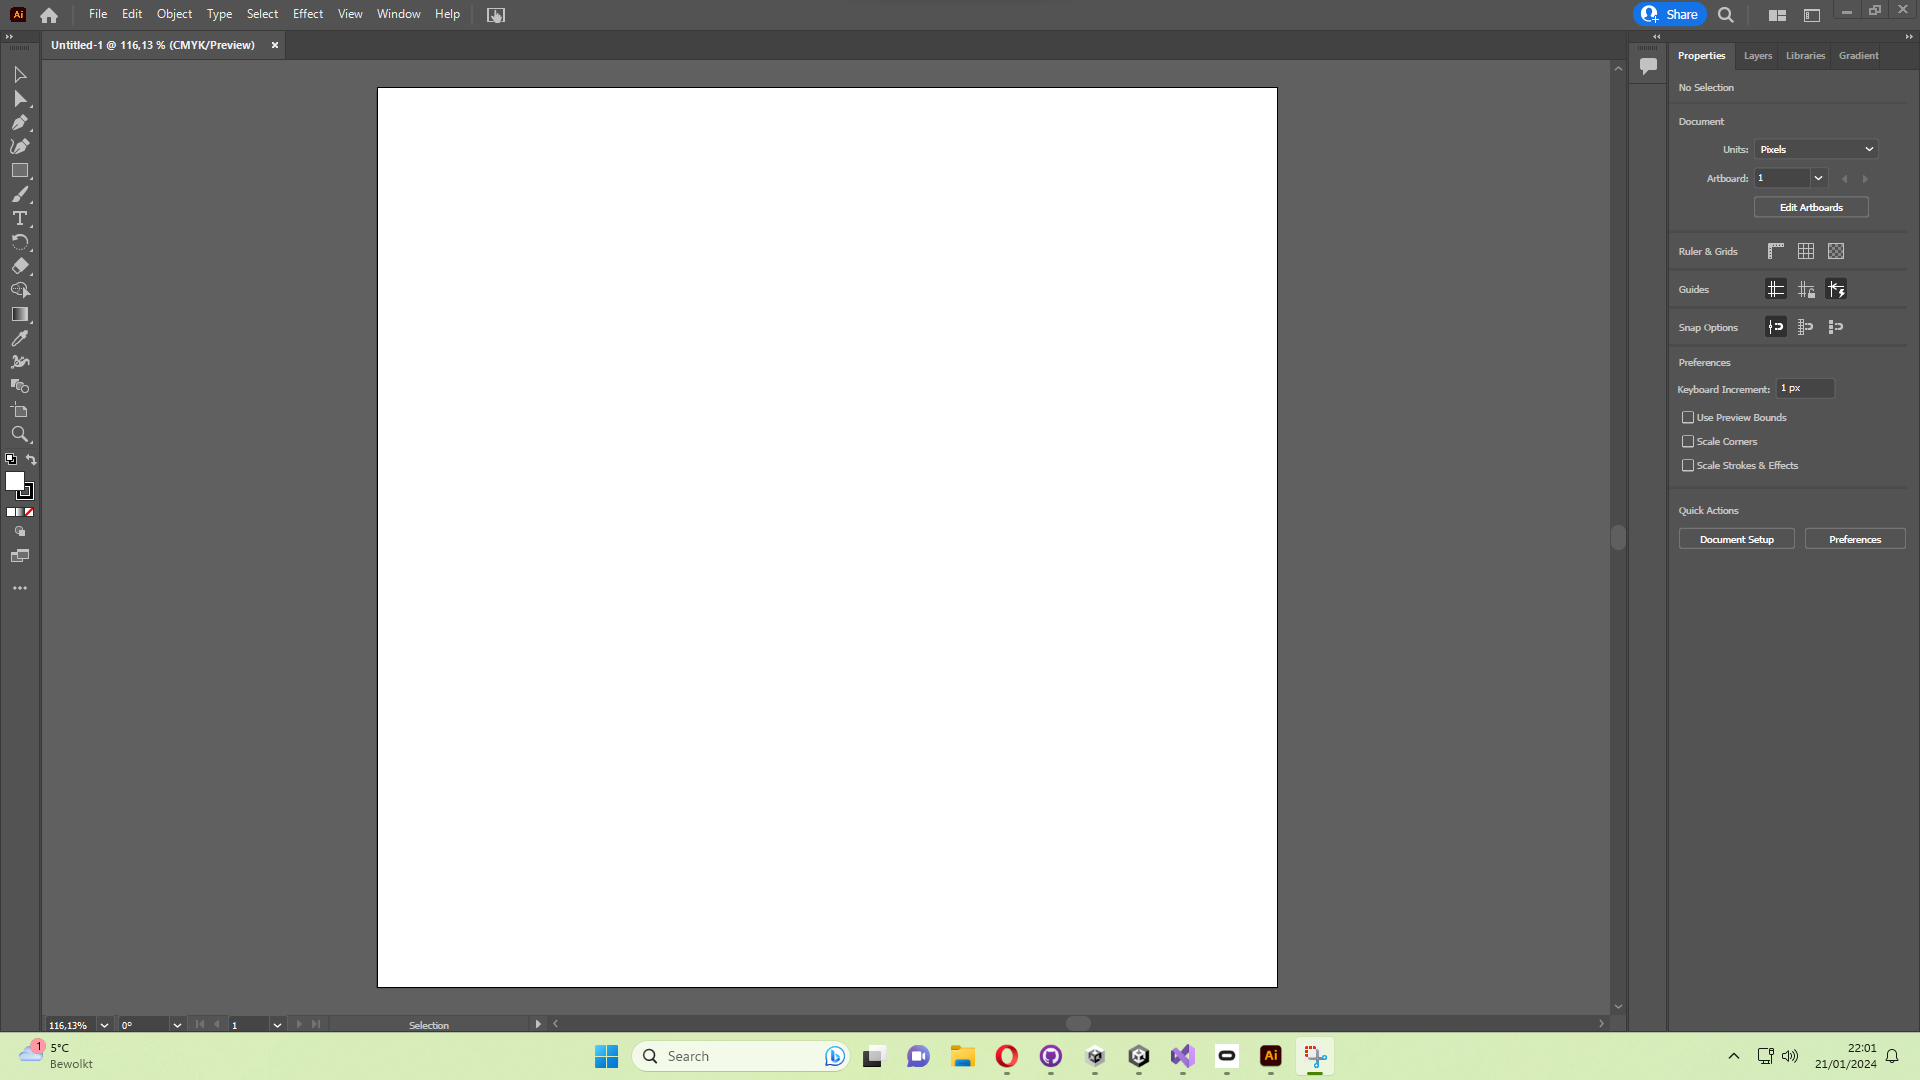 Ai File Edit Object Type Select Effect View Window Help Share
Untitled-1 @ 116,13 % (CMYK/Preview)
Properties Layers Libraries Gradient
No Selection
Document
Units: Pixels
Artboard: 1
Edit Artboards
Ruler & Grids
Guides
Snap Options
Preferences
Keyboard Increment: 1 px
Use Preview Bounds
Scale Corners
Scale Strokes & Effects
Quick Actions
Document Setup Preferences
116,13% 0° 1 Selection
1 5°C
Bewolkt
Search
Ai
22:01
21/01/2024